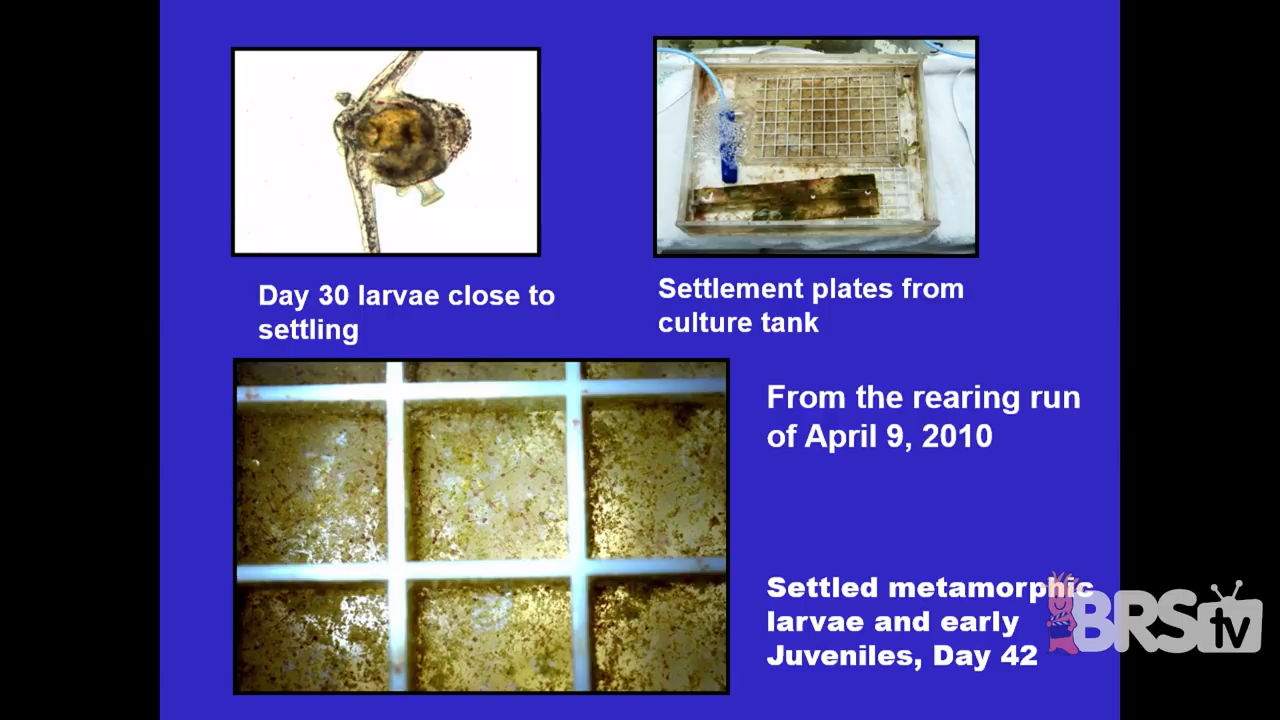 Day 30 larvae close to
settling
Settlement plates from
culture tank
From the rearing run
of April 9, 2010
Settled metamorphic
larvae and early
Juveniles, Day 42
BRS tv